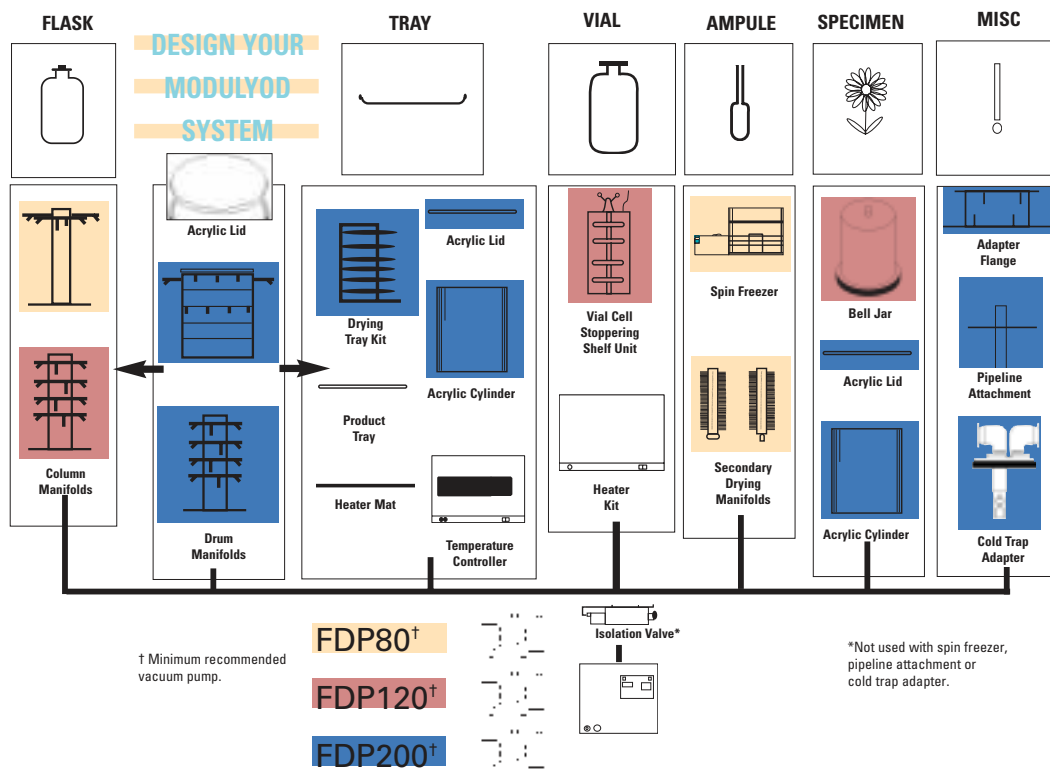 FLASK
TRAY
VIAL
AMPULE
SPECIMEN
MISC
DESIGN YOUR
MODULYOD
SYSTEM
Acrylic Lid
Acrylic Lid
Drying
Tray Kit
Acrylic Cylinder
Product
Tray
Heater Mat
Temperature
Controller
Column
Manifolds
Drum
Manifolds
Vial Cell
Stoppering
Shelf Unit
Heater
Kit
Spin Freezer
Secondary
Drying
Manifolds
Bell Jar
Acrylic Lid
Acrylic Cylinder
Adapter
Flange
Pipeline
Attachment
Cold Trap
Adapter
Isolation Valve*
† Minimum recommended
vacuum pump.
FDP80†
FDP120†
FDP200†
*Not used with spin freezer,
pipeline attachment or
cold trap adapter.